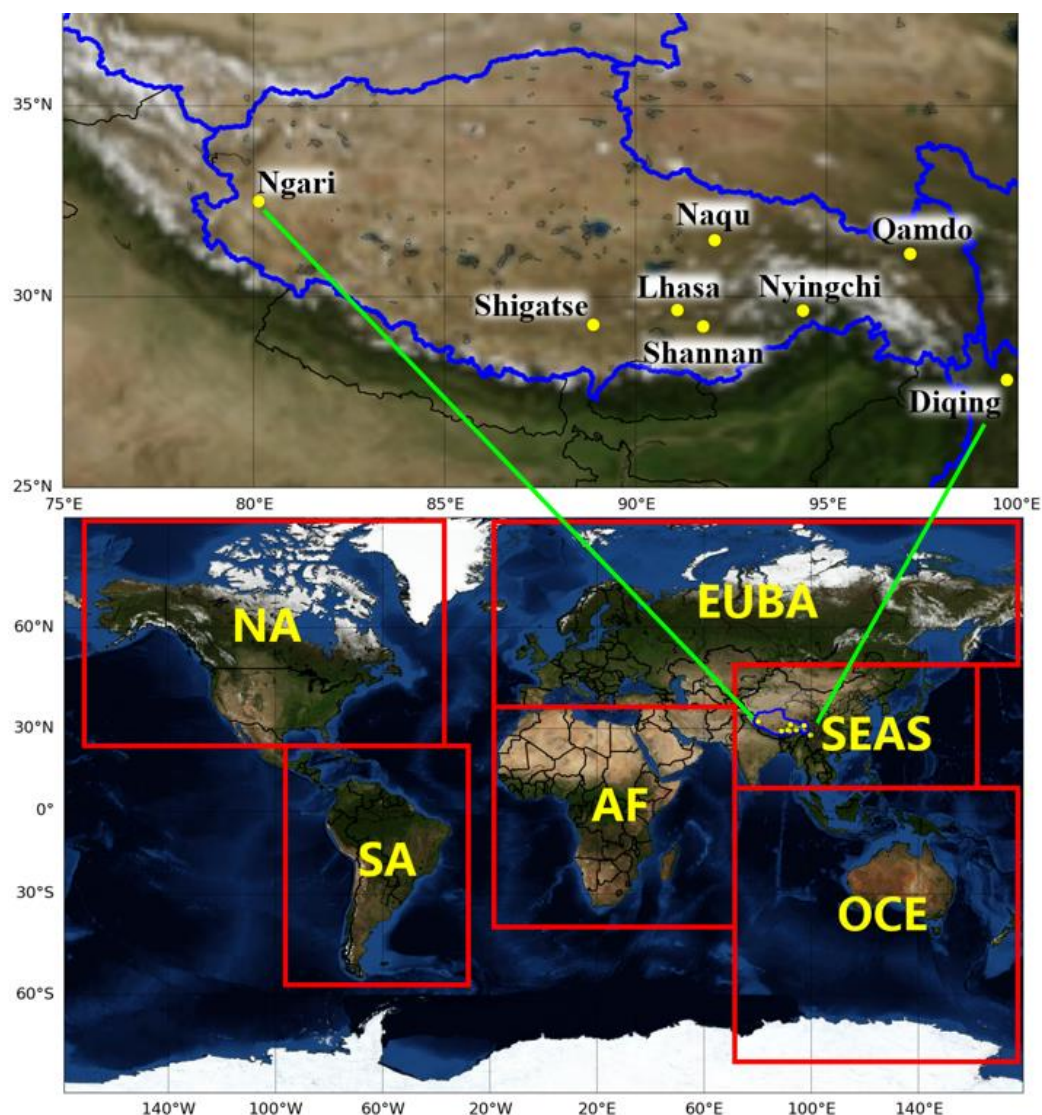 35°N
Ngari
Naqu
Qamdo
30°N
Shigatse
Lhasa
Nyingchi
Shannan
Diqing
25°N
75°E 80°E 85°E 90°E 95°E 100°E
NA
EUBA
60°N
30°N
SEAS
AF
0°
SA
30°S
OCE
60°S
140°W 100°W 60°W 20°W 20°E 60°E 100°E 140°E